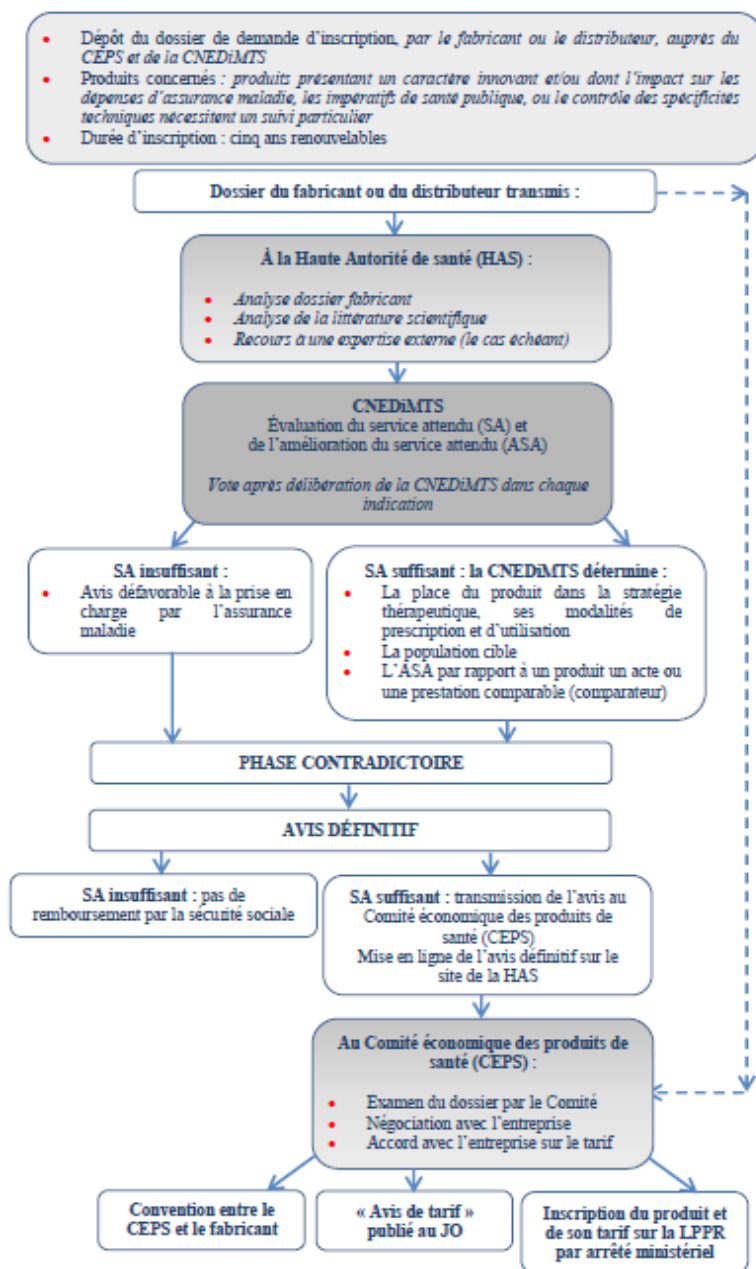 Dépôt du dossier de demande d’inscription, par le fabricant ou le distributeur, auprès du
CEPS et de la CNEDiMTS
Produits concernés : produits présentant un caractère innovant et/ou dont l’impact sur les
dépenses d’assurance maladie, les impératifs de santé publique, ou le contrôle des spécificités
techniques nécessitent un suivi particulier
Durée d’inscription : cinq ans renouvelables
Dossier du fabricant ou du distributeur transmis :
À la Haute Autorité de santé (HAS) :
Analyse dossier fabricant
Analyse de la littérature scientifique
Recours à une expertise externe (le cas échéant)
CNEDiMTS
Évaluation du service attendu (SA) et
de l’amélioration du service attendu (ASA)
Vote après délibération de la CNEDiMTS dans chaque
indication
SA insuffisant :
Avis défavorable à la prise en
charge par l’assurance
maladie
SA suffisant : la CNEDiMTS détermine :
La place du produit dans la stratégie
thérapeutique, ses modalités de
prescription et d’utilisation
La population cible
L’ASA par rapport à un produit un acte ou
une prestation comparable (comparateur)
PHASE CONTRADICTOIRE
AVIS DÉFINITIF
SA insuffisant : pas de
remboursement par la sécurité sociale
SA suffisant : transmission de l’avis au
Comité économique des produits de
santé (CEPS)
Mise en ligne de l’avis définitif sur le
site de la HAS
Au Comité économique des produits de
santé (CEPS) :
Examen du dossier par le Comité
Négociation avec l’entreprise
Accord avec l’entreprise sur le tarif
Convention entre le
CEPS et le fabricant
« Avis de tarif »
publié au JO
Inscription du produit et
de son tarif sur la LPPR
par arrêté ministériel